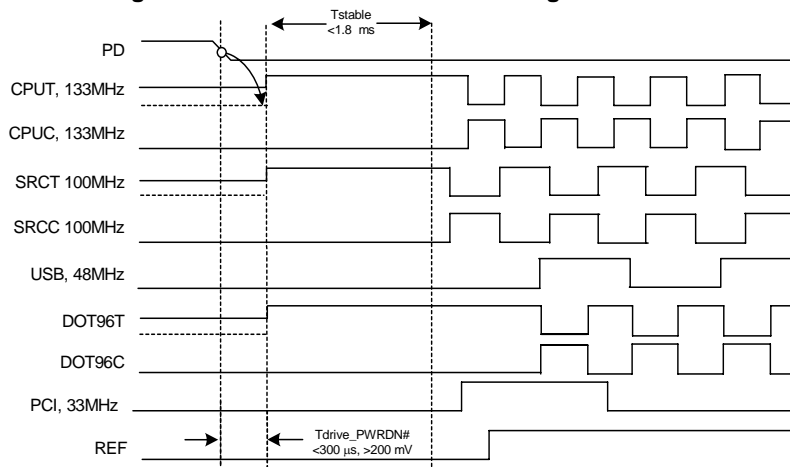 Tstable
<1.8 ms
PD
CPUT, 133MHz
CPUC, 133MHz
SRCT 100MHz
SRCC 100MHz
USB, 48MHz
DOT96T
DOT96C
PCI, 33MHz
Tdrive_PWRDN#
<300 µs, >200 mV
REF